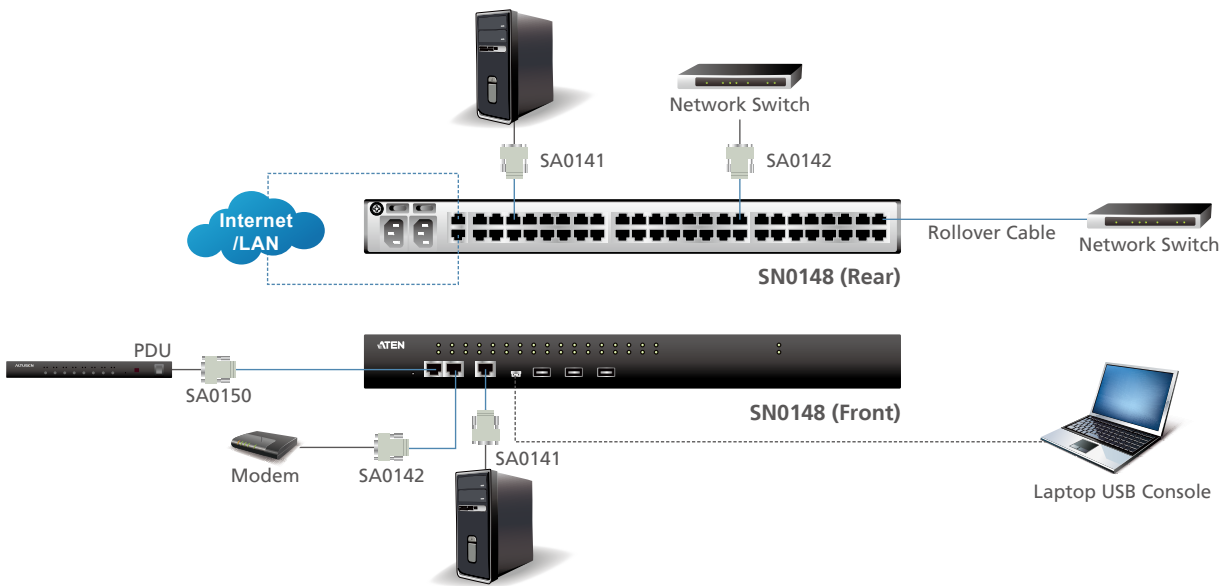 Network Switch
SA0141
SA0142
Internet
/LAN
Rollover Cable
Network Switch
SN0148 (Rear)
PDU
ATEN
ALTUSEN
SA0150
SN0148 (Front)
SA0141
Modem
SA0142
Laptop USB Console